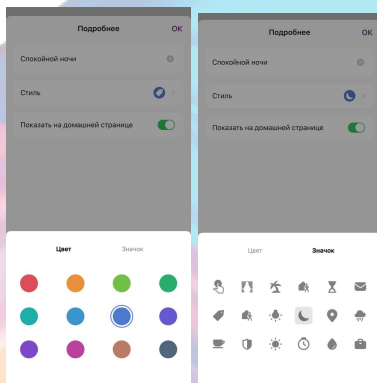 Подробнее OK
Спокойной ночи
Стиль
Показать на домашней странице
Цвет Значок
Подробнее OK
Спокойной ночи
Стиль
Показать на домашней странице
Цвет Значок